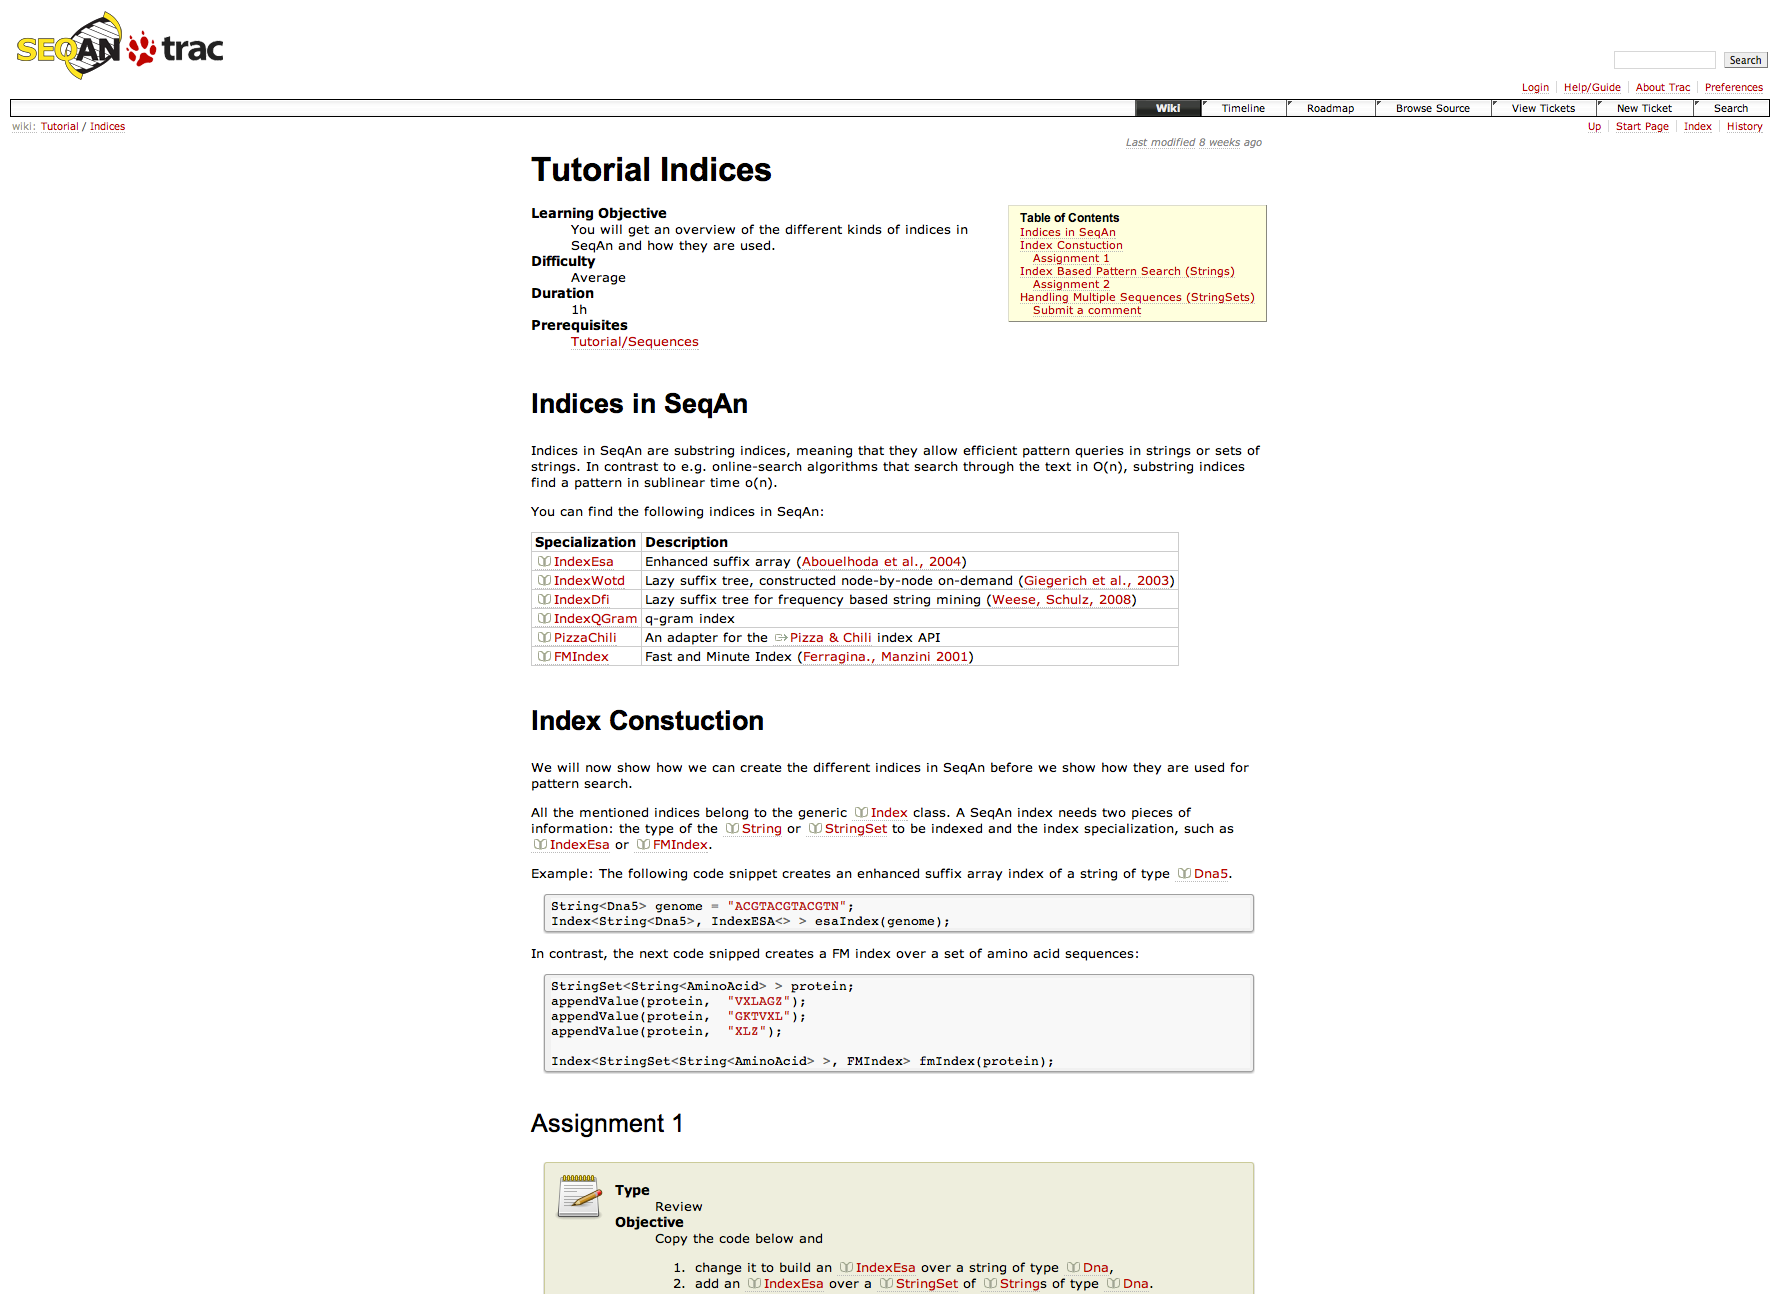 SEQAN trac
Search
Login Help/Guide About Trac Preferences
Wiki Timeline Roadmap Browse Source View Tickets New Ticket Search
wiki: Tutorial / Indices
Up Start Page Index History
Last modified 8 weeks ago
Tutorial Indices
Learning Objective
You will get an overview of the different kinds of indices in
SeqAn and how they are used.
Difficulty
Average
Duration
1h
Prerequisites
Tutorial/Sequences
Table of Contents
Indices in SeqAn
Index Constuction
Assignment 1
Index Based Pattern Search (Strings)
Assignment 2
Handling Multiple Sequences (StringSets)
Submit a comment
Indices in SeqAn
Indices in SeqAn are substring indices, meaning that they allow efficient pattern queries in strings or sets of
strings. In contrast to e.g. online-search algorithms that search through the text in O(n), substring indices
find a pattern in sublinear time o(n).
You can find the following indices in SeqAn:
Specialization Description
IndexEsa Enhanced suffix array (Abouelhoda et al., 2004)
IndexWotd Lazy suffix tree, constructed node-by-node on-demand (Giegerich et al., 2003)
IndexDfi Lazy suffix tree for frequency based string mining (Weese, Schulz, 2008)
IndexQGram q-gram index
PizzaChili An adapter for the Pizza & Chili index API
FMIndex Fast and Minute Index (Ferragina., Manzini 2001)
Index Constuction
We will now show how we can create the different indices in SeqAn before we show how they are used for
pattern search.
All the mentioned indices belong to the generic Index class. A SeqAn index needs two pieces of
information: the type of the String or StringSet to be indexed and the index specialization, such as
IndexEsa or FMIndex.
Example: The following code snippet creates an enhanced suffix array index of a string of type Dna5.
String<Dna5> genome = "ACGTACGTACGTN";
Index<String<Dna5>, IndexESA<> > esaIndex(genome);
In contrast, the next code snipped creates a FM index over a set of amino acid sequences:
StringSet<String<AminoAcid> > protein;
appendValue(protein, "VXLAGZ");
appendValue(protein, "GKTVXL");
appendValue(protein, "XLZ");
Index<StringSet<String<AminoAcid> >, FMIndex> fmIndex(protein);
Assignment 1
Type
Review
Objective
Copy the code below and
1. change it to build an IndexEsa over a string of type Dna,
2. add an IndexEsa over a StringSet of Strings of type Dna.